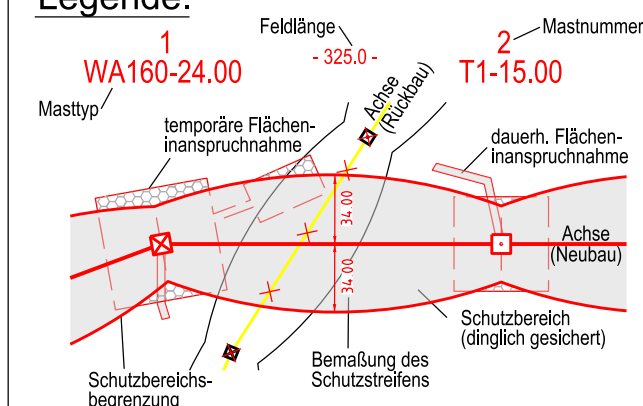 Legende:
Feldlänge
Mastnummer
1
- 325.0 -
2
WA160-24.00
T1-15.00
Masttyp
Achse
(Rückbau)
temporäre Flächen-
inanspruchnahme
dauerh. Flächen-
inanspruchnahme
34.00
Achse
(Neubau)
34.00
Schutzbereich
(dinglich gesichert)
Bemaßung des
Schutzstreifens
Schutzbereichs-
begrenzung